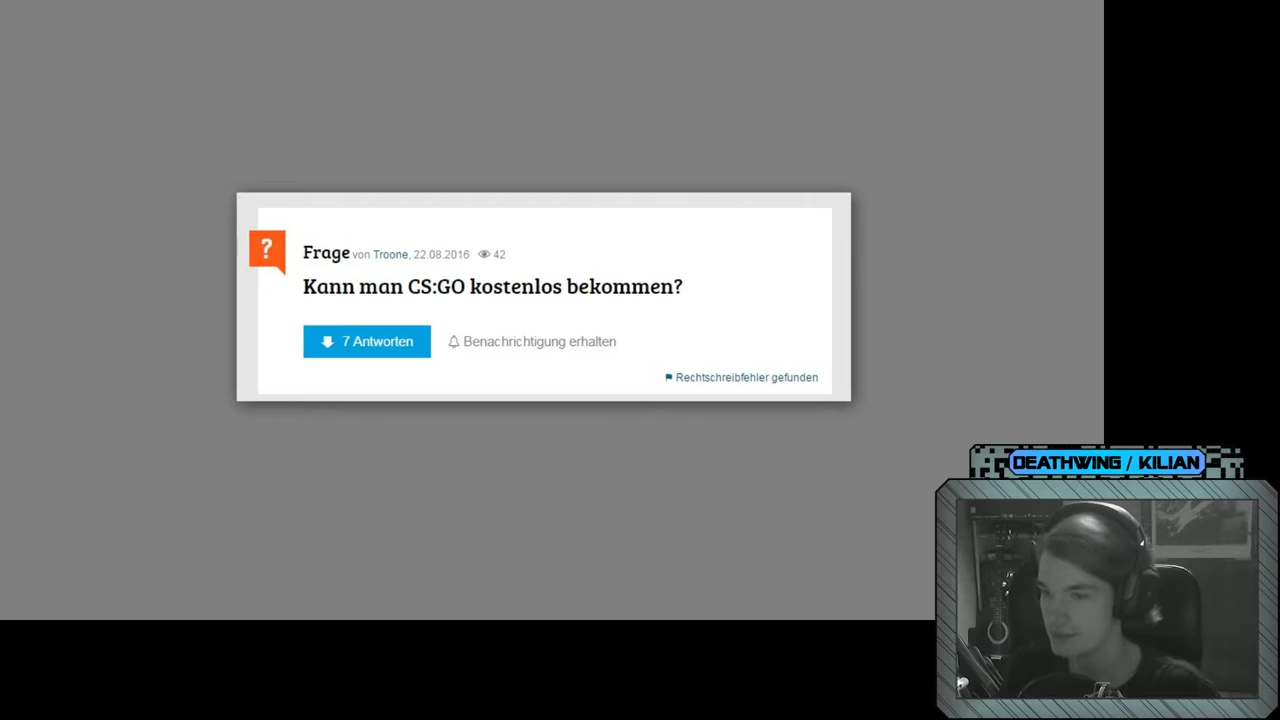 ?
Frage von Troone, 22.08.2016 42
Kann man CS:GO kostenlos bekommen?
7 Antworten Benachrichtigung erhalten
Rechtschreibfehler gefunden
DEATHWING / KILIAN